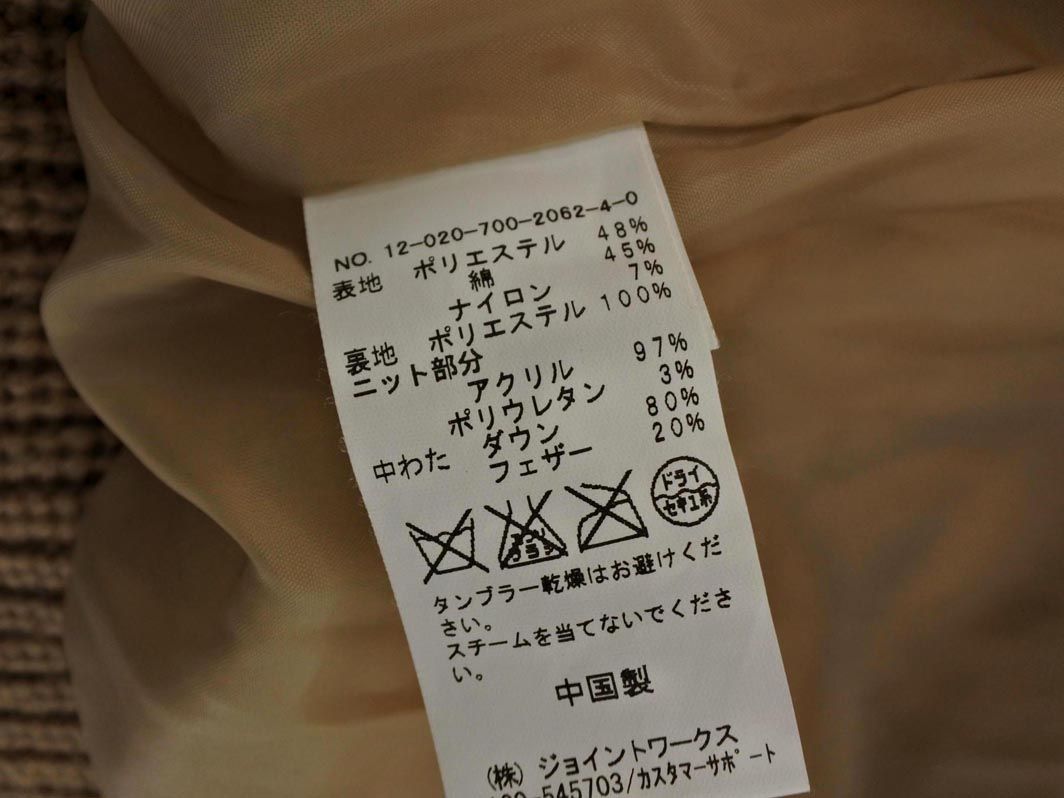 NO. 12-020-700-2062-4-0
表地 ポリエステル 48%
綿 45%
ナイロン 7%
裏地 ポリエステル 100%
ニット部分
アクリル 97%
ポリウレタン 3%
中わた ダウン 80%
フェザー 20%
ドライ
セキユ系
タンブラー乾燥はお避けくだ
さい。
スチームを当てないでくださ
い。
中国製
(株) ジョイントワークス
-545703/カスタマーサポート